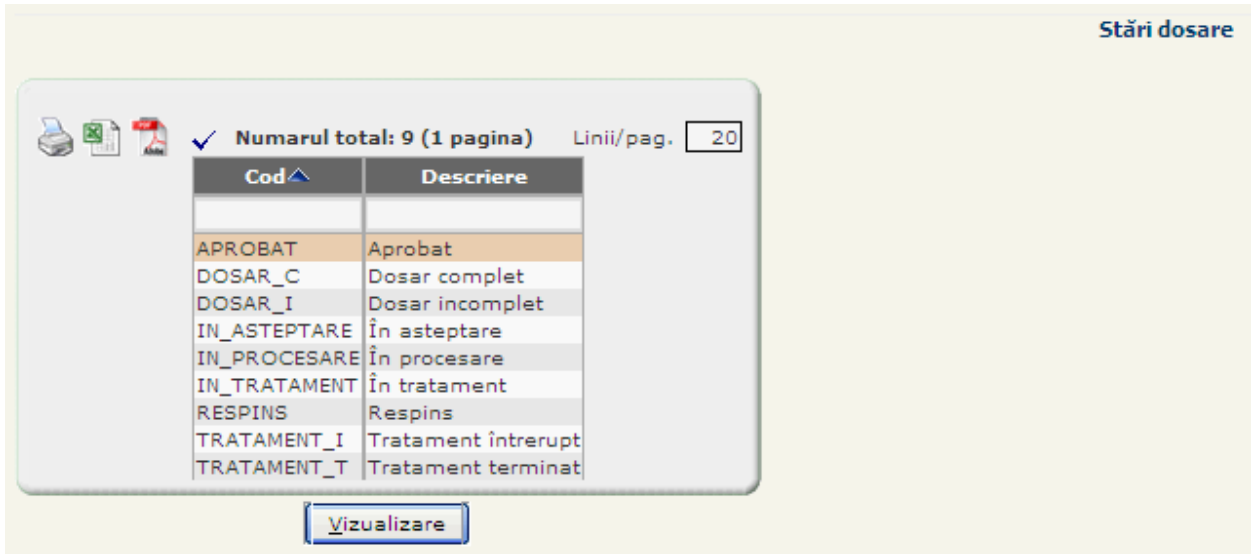 Stări dosare
Numarul total: 9 (1 pagina) Linii/pag. 20
Cod Descriere
APROBAT Aprobat
DOSAR_C Dosar complet
DOSAR_I Dosar incomplet
IN_ASTEPTARE În asteptare
IN_PROCESARE În procesare
IN_TRATAMENT În tratament
RESPINS Respins
TRATAMENT_I Tratament întrerupt
TRATAMENT_T Tratament terminat
Vizualizare